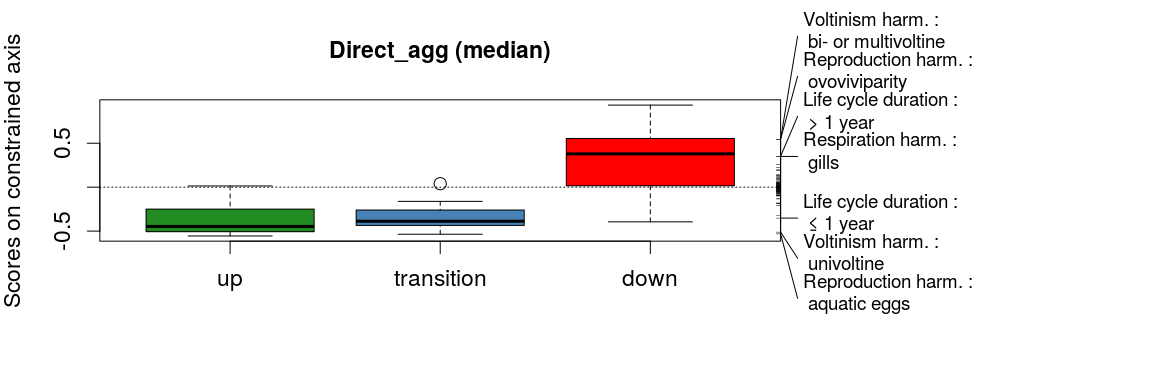 Direct_agg (median)
Scores on constrained axis
0.5
-0.5
up
transition
down
Voltinism harm. :
bi- or multivoltine
Reproduction harm. :
ovoviviparity
Life cycle duration :
> 1 year
Respiration harm. :
gills
Life cycle duration :
≤ 1 year
Voltinism harm. :
univoltine
Reproduction harm. :
aquatic eggs